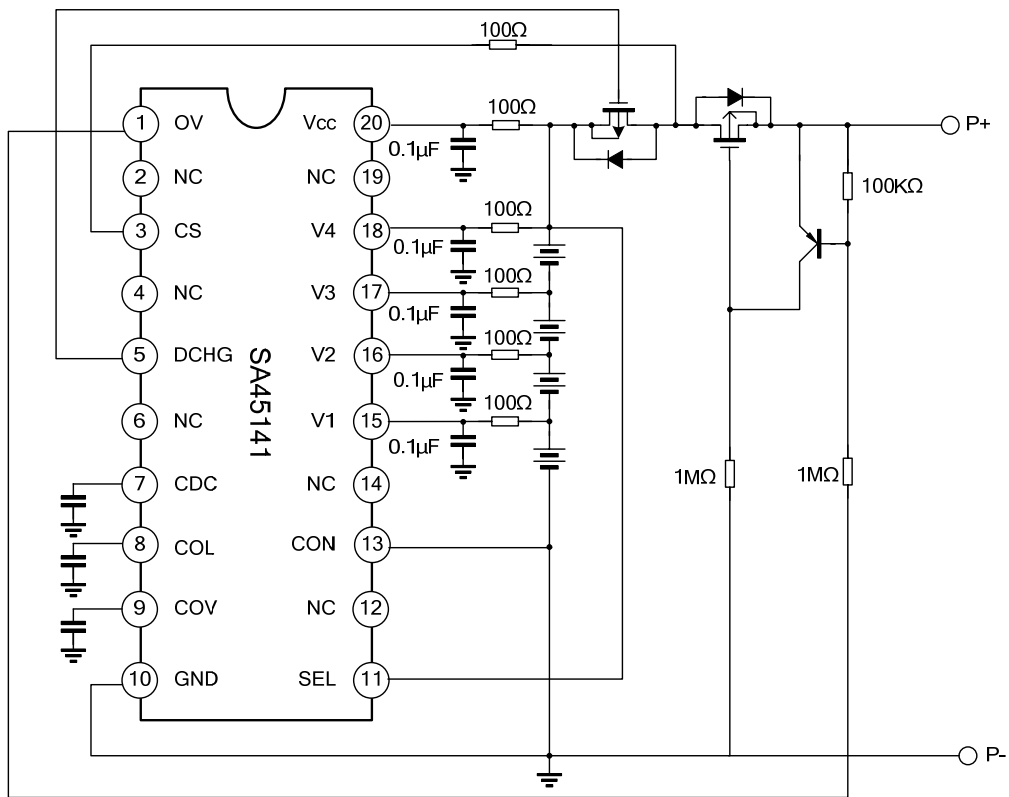 100Ω
1 OV Vcc 20 100Ω P+
0.1µF
2 NC NC 19
100KΩ
3 CS V4 18 100Ω
0.1µF
4 NC V3 17 100Ω
0.1µF
5 DCHG V2 16 100Ω
0.1µF
SA45141
6 NC V1 15 100Ω
0.1µF
7 CDC NC 14 1MΩ 1MΩ
8 COL CON 13
9 COV NC 12
10 GND SEL 11
P-